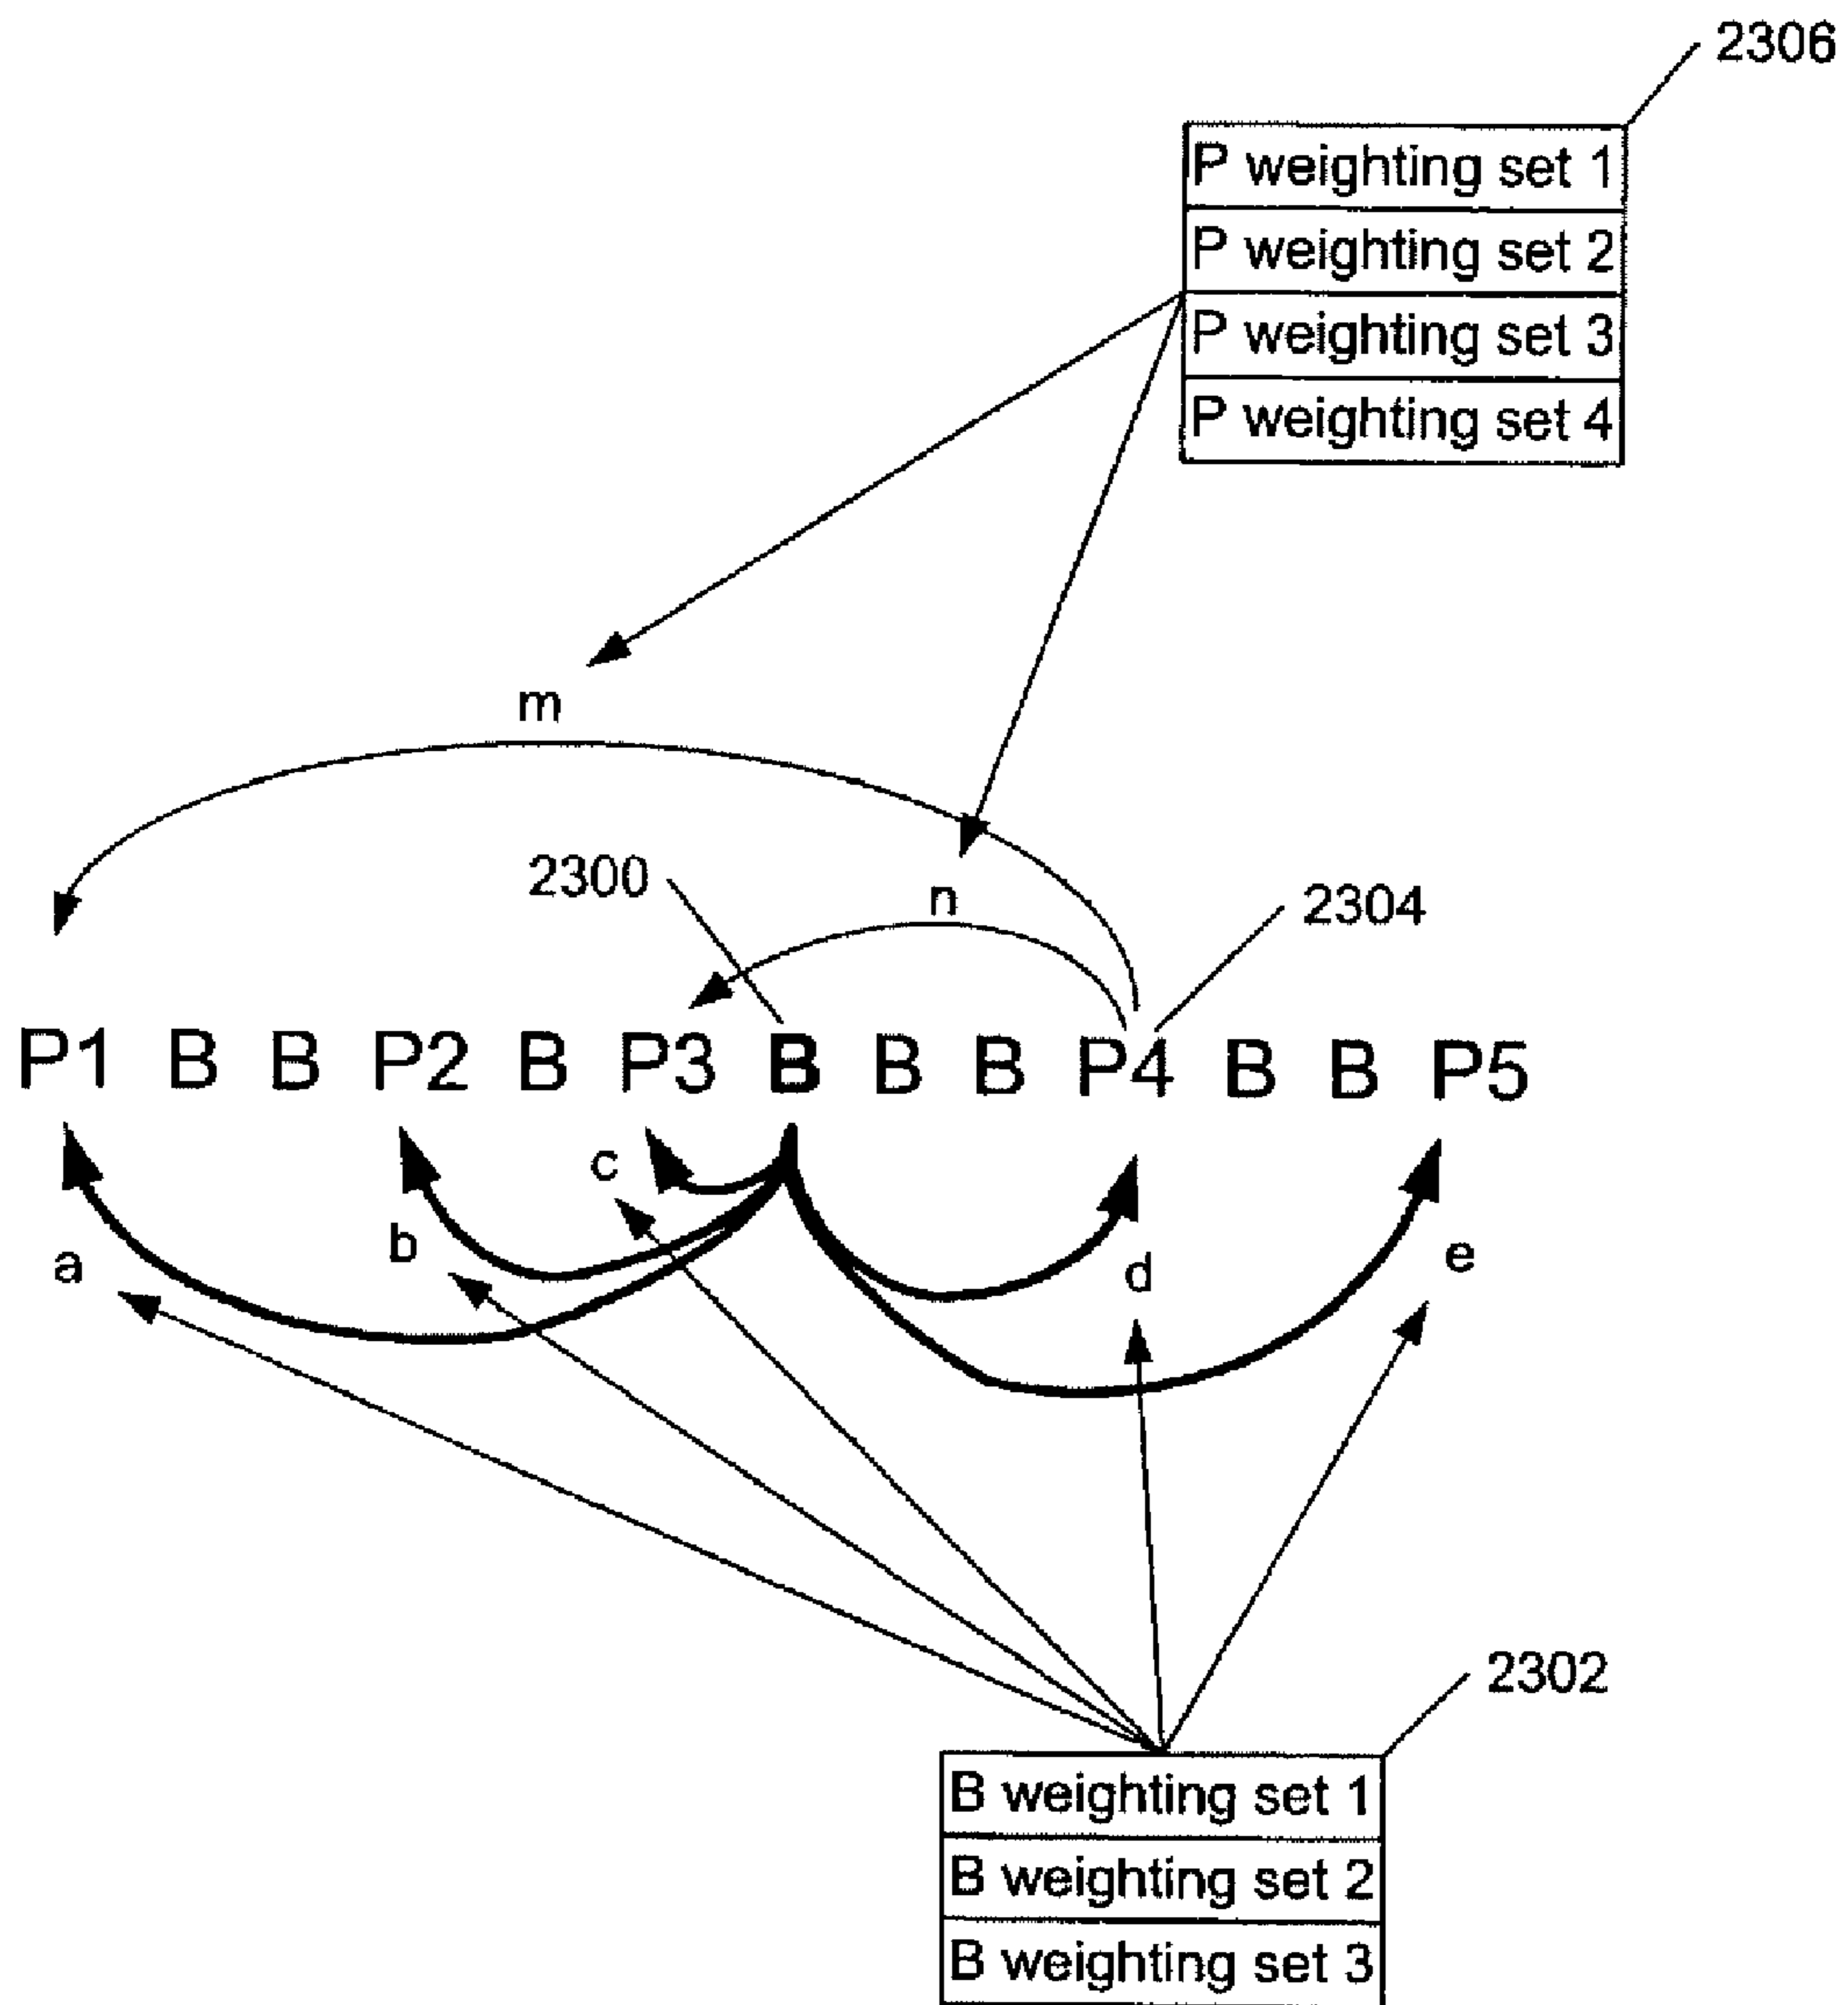 2306
P weighting set 1
P weighting set 2
P weighting set 3
P weighting set 4
m
2300
n
2304
P1 B B P2 B P3 B B B P4 B B P5
c
b
a
d
e
2302
B weighting set 1
B weighting set 2
B weighting set 3